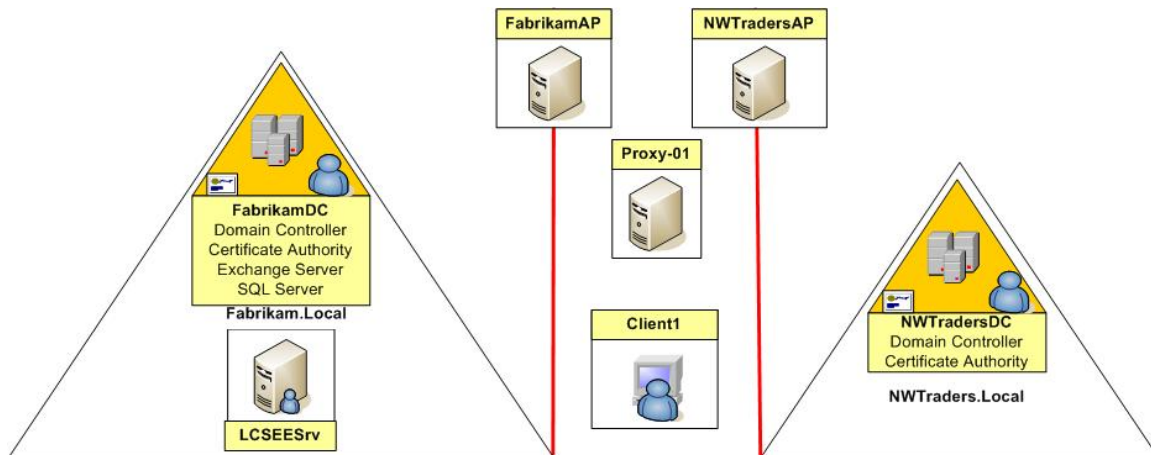 FabrikamAP
NWTradersAP
Proxy-01
FabrikamDC
Domain Controller
Certificate Authority
Exchange Server
SQL Server
Fabrikam.Local
LCSEESrv
Client1
NWTradersDC
Domain Controller
Certificate Authority
NWTraders.Local